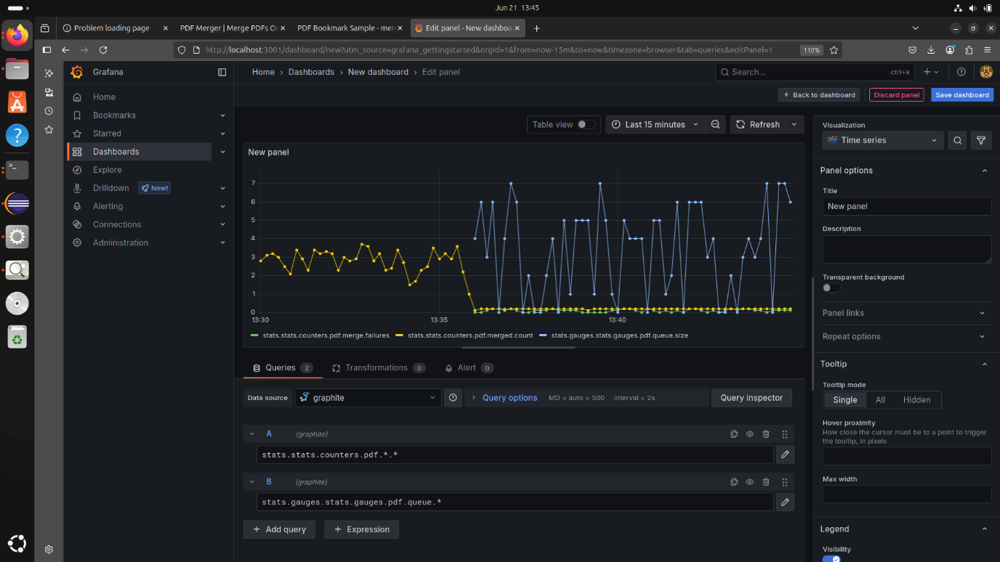 Jun 21 13:45
Problem loading page
PDF Merger | Merge PDFs On
PDF Bookmark Sample - mer
Edit panel - New dashboa
http://localhost:3001/dashboard/new?utm_source=grafana_gettingstarted&orgId=1&from=now-15m&to=now&timezone=browser&tab=queries&editPanel=1
110%
Grafana
Home › Dashboards › New dashboard › Edit panel
Search...
ctrl+k
Back to dashboard
Discard panel
Save dashboard
Home
Bookmarks
Starred
Dashboards
Explore
Drilldown
New!
Alerting
Connections
Administration
Table view
Last 15 minutes
Refresh
New panel
7
6
5
4
3
2
1
0
13:30
13:35
13:40
stats.stats.counters.pdf.merge.failures
stats.stats.counters.pdf.merged.count
stats.gauges.stats.gauges.pdf.queue.size
Queries 2
Transformations 0
Alert 0
Data source
graphite
Query options
MD = auto = 500
Interval = 2s
Query inspector
A
(graphite)
stats.stats.counters.pdf.*.*
B
(graphite)
stats.gauges.stats.gauges.pdf.queue.*
+ Add query
+ Expression
Visualization
Time series
Panel options
Title
New panel
Description
Transparent background
Panel links
Repeat options
Tooltip
Tooltip mode
Single
All
Hidden
Hover proximity
How close the cursor must be to a point to trigger
the tooltip, in pixels
Max width
Legend
Visibility